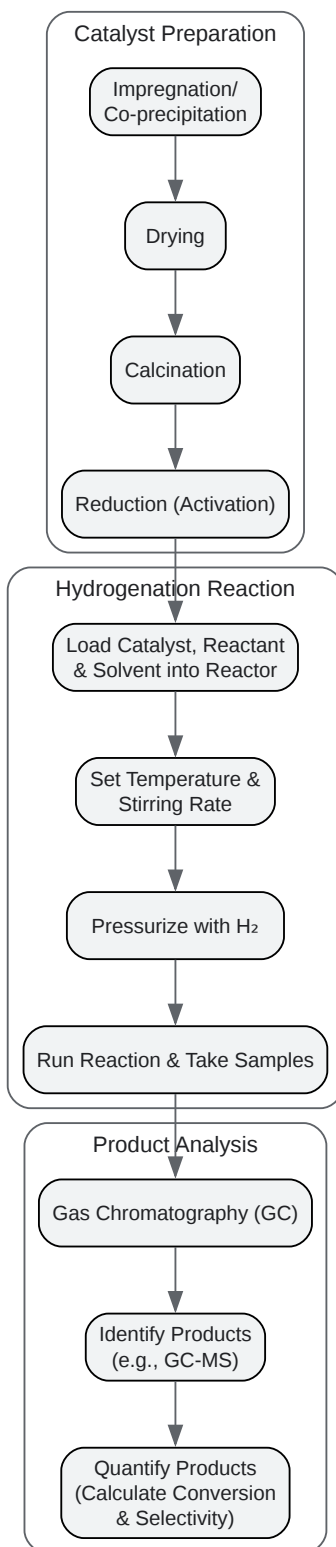 Catalyst Preparation
Impregnation/
Co-precipitation
Drying
Calcination
Reduction (Activation)
Hydrogenation Reaction
Load Catalyst, Reactant
& Solvent into Reactor
Set Temperature &
Stirring Rate
Pressurize with H₂
Run Reaction & Take Samples
Product Analysis
Gas Chromatography (GC)
Identify Products
(e.g., GC-MS)
Quantify Products
(Calculate Conversion
& Selectivity)